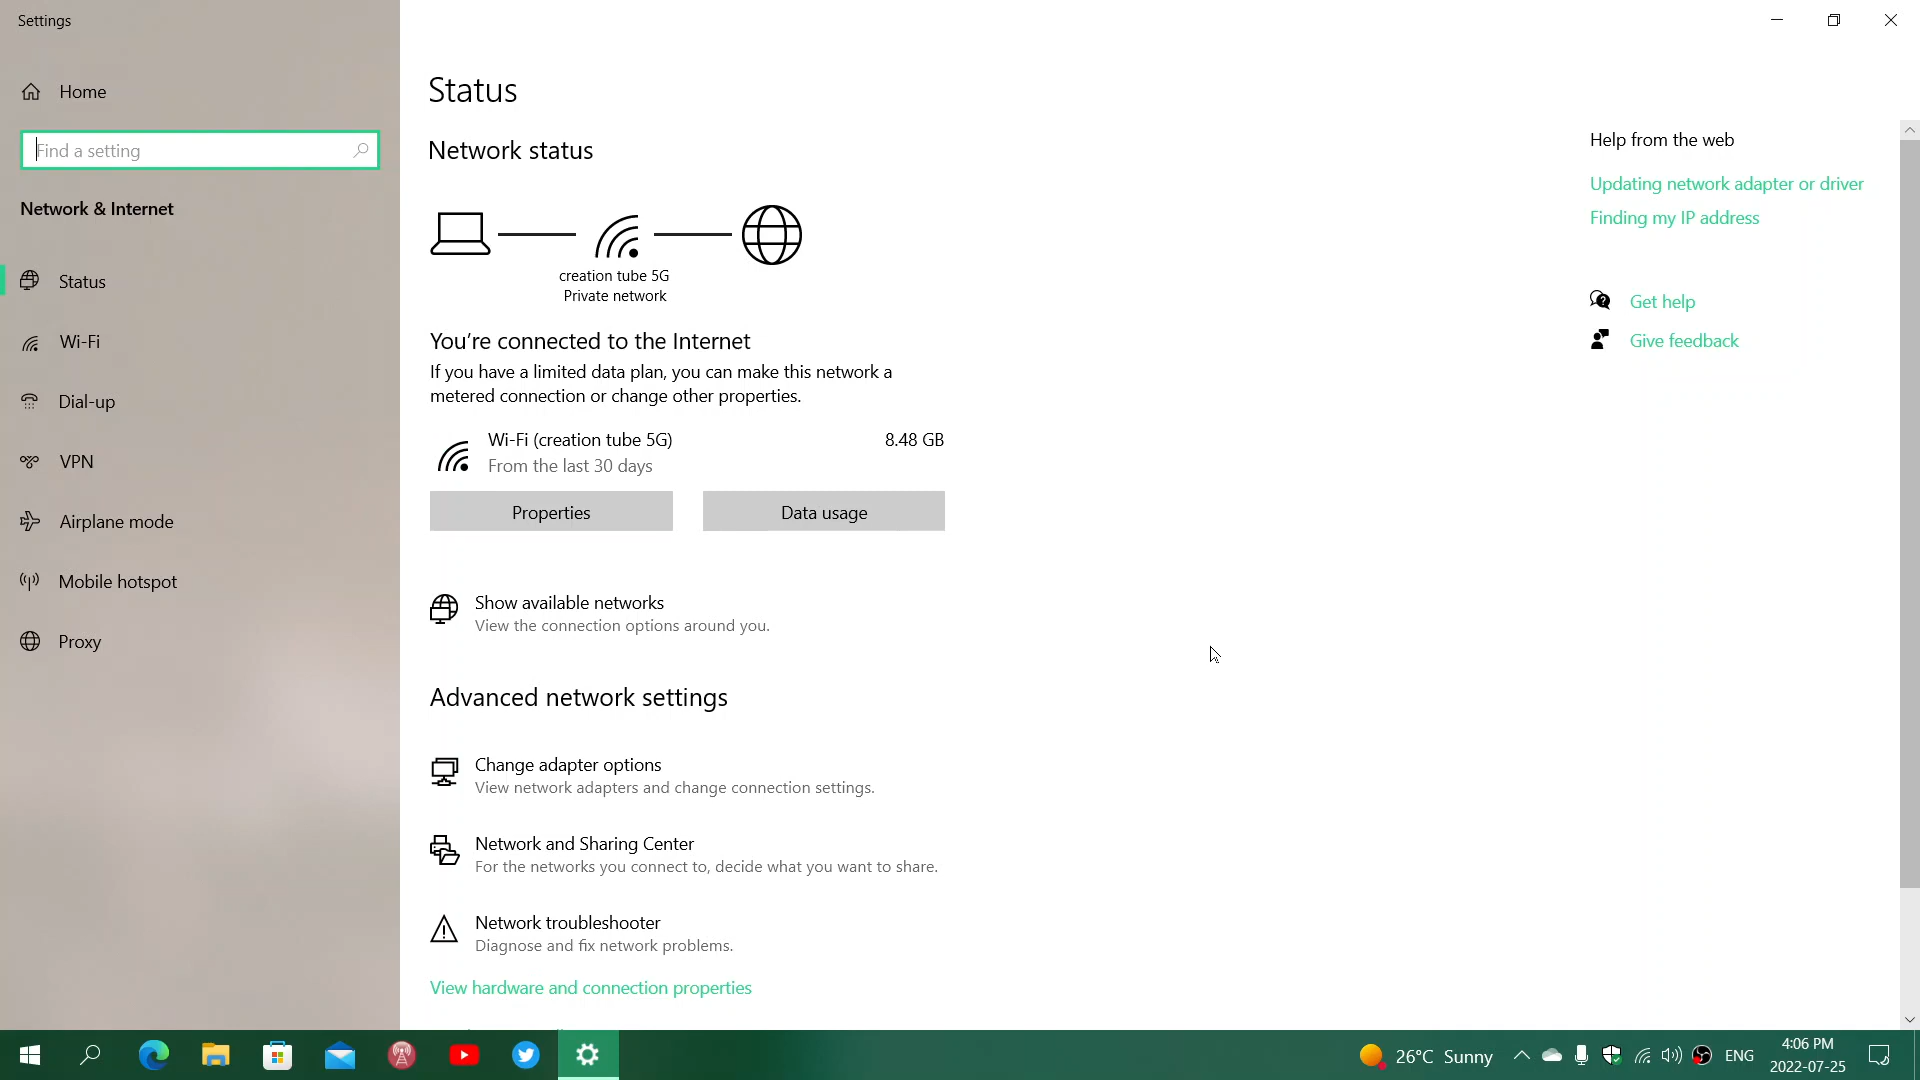 Settings
Home
Find a setting
Network & Internet
Status
Wi-Fi
Dial-up
VPN
Airplane mode
Mobile hotspot
Proxy
Status
Network status
creation tube 5G
Private network
You're connected to the Internet
If you have a limited data plan, you can make this network a
metered connection or change other properties.
Wi-Fi (creation tube 5G) 8.48 GB
From the last 30 days
Properties Data usage
Show available networks
View the connection options around you.
Advanced network settings
Change adapter options
View network adapters and change connection settings.
Network and Sharing Center
For the networks you connect to, decide what you want to share.
Network troubleshooter
Diagnose and fix network problems.
View hardware and connection properties
Help from the web
Updating network adapter or driver
Finding my IP address
Get help
Give feedback
26°C Sunny
ENG
4:06 PM
2022-07-25